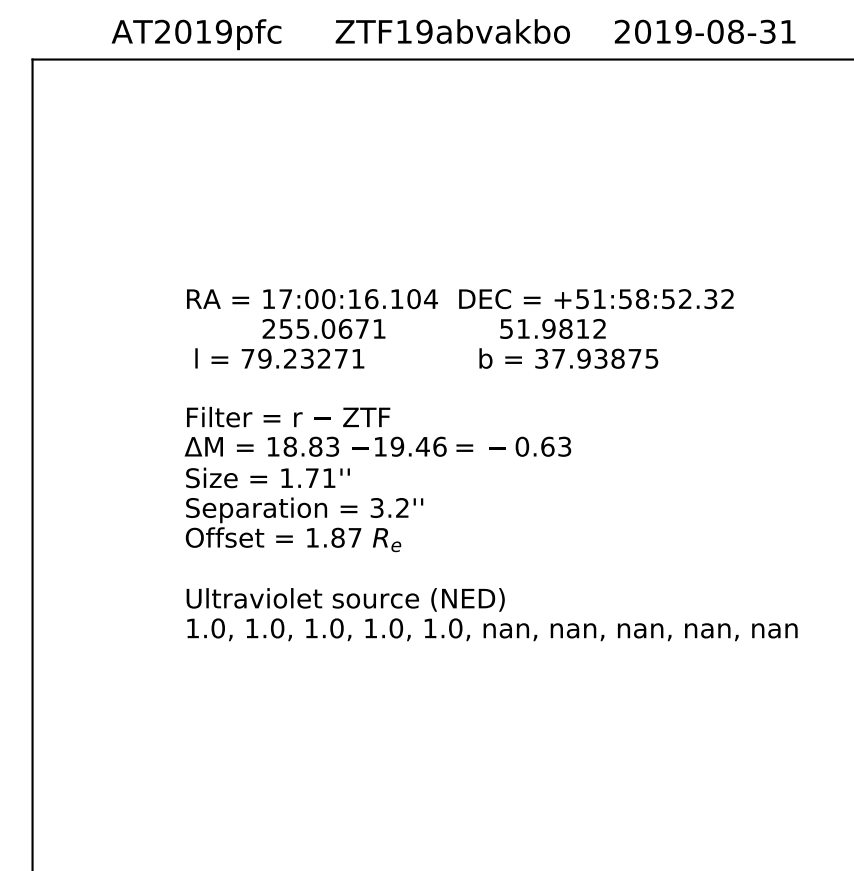 AT2019pfc ZTF19abvakbo 2019-08-31
RA = 17:00:16.104 DEC = +51:58:52.32
255.0671 51.9812
l = 79.23271 b = 37.93875
Filter = r − ZTF
ΔM = 18.83 −19.46 = − 0.63
Size = 1.71''
Separation = 3.2''
Offset = 1.87 Rₑ
Ultraviolet source (NED)
1.0, 1.0, 1.0, 1.0, 1.0, nan, nan, nan, nan, nan